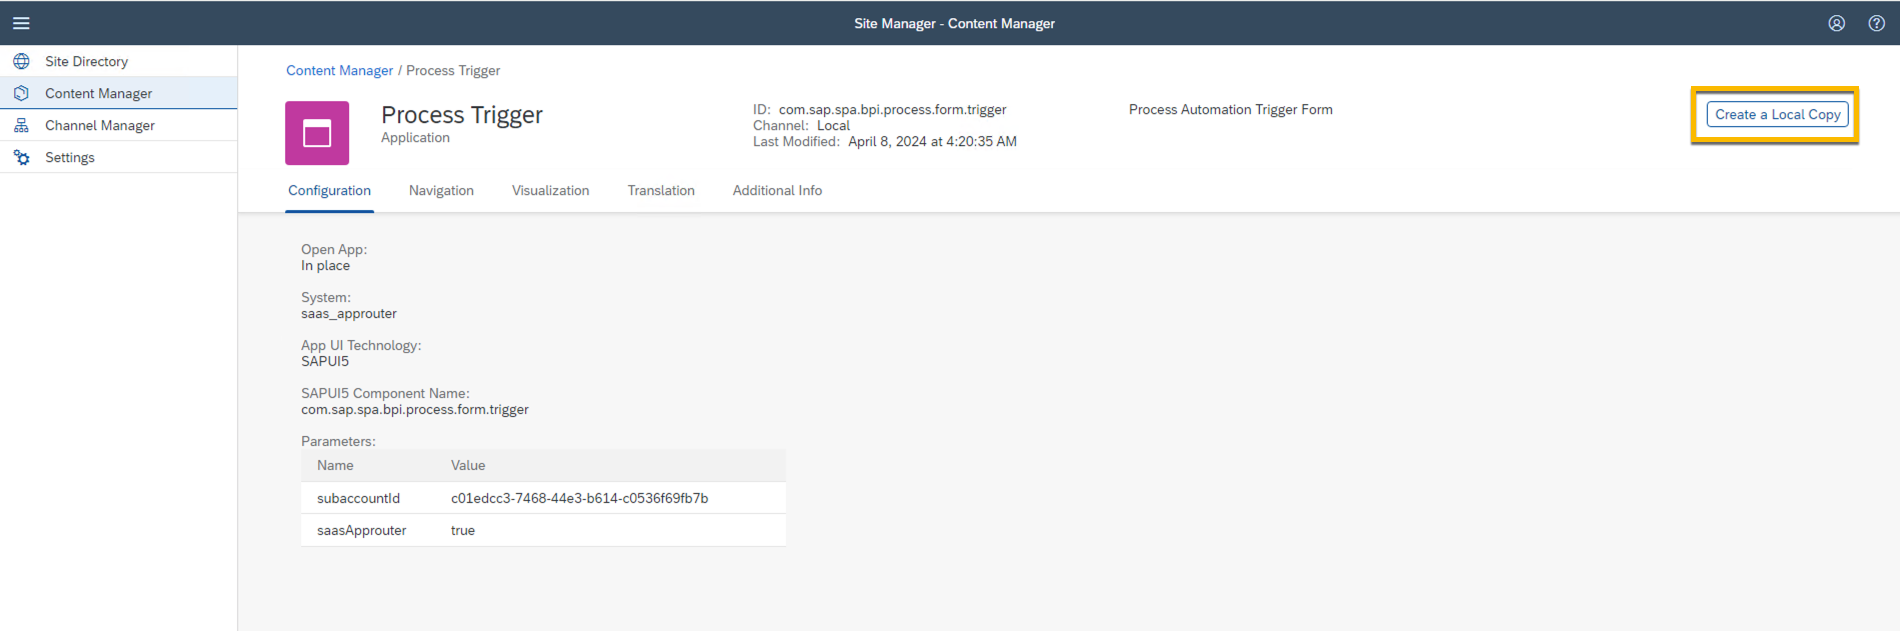 Site Manager - Content Manager
Site Directory
Content Manager
Channel Manager
Settings
Content Manager / Process Trigger
Process Trigger
Application
ID: com.sap.spa.bpi.process.form.trigger
Channel: Local
Last Modified: April 8, 2024 at 4:20:35 AM
Process Automation Trigger Form
Create a Local Copy
Configuration Navigation Visualization Translation Additional Info
Open App:
In place
System:
saas_approuter
App UI Technology:
SAPUI5
SAPUI5 Component Name:
com.sap.spa.bpi.process.form.trigger
Parameters:
Name Value
subaccountId c01edcc3-7468-44e3-b614-c0536f69fb7b
saasApprouter true